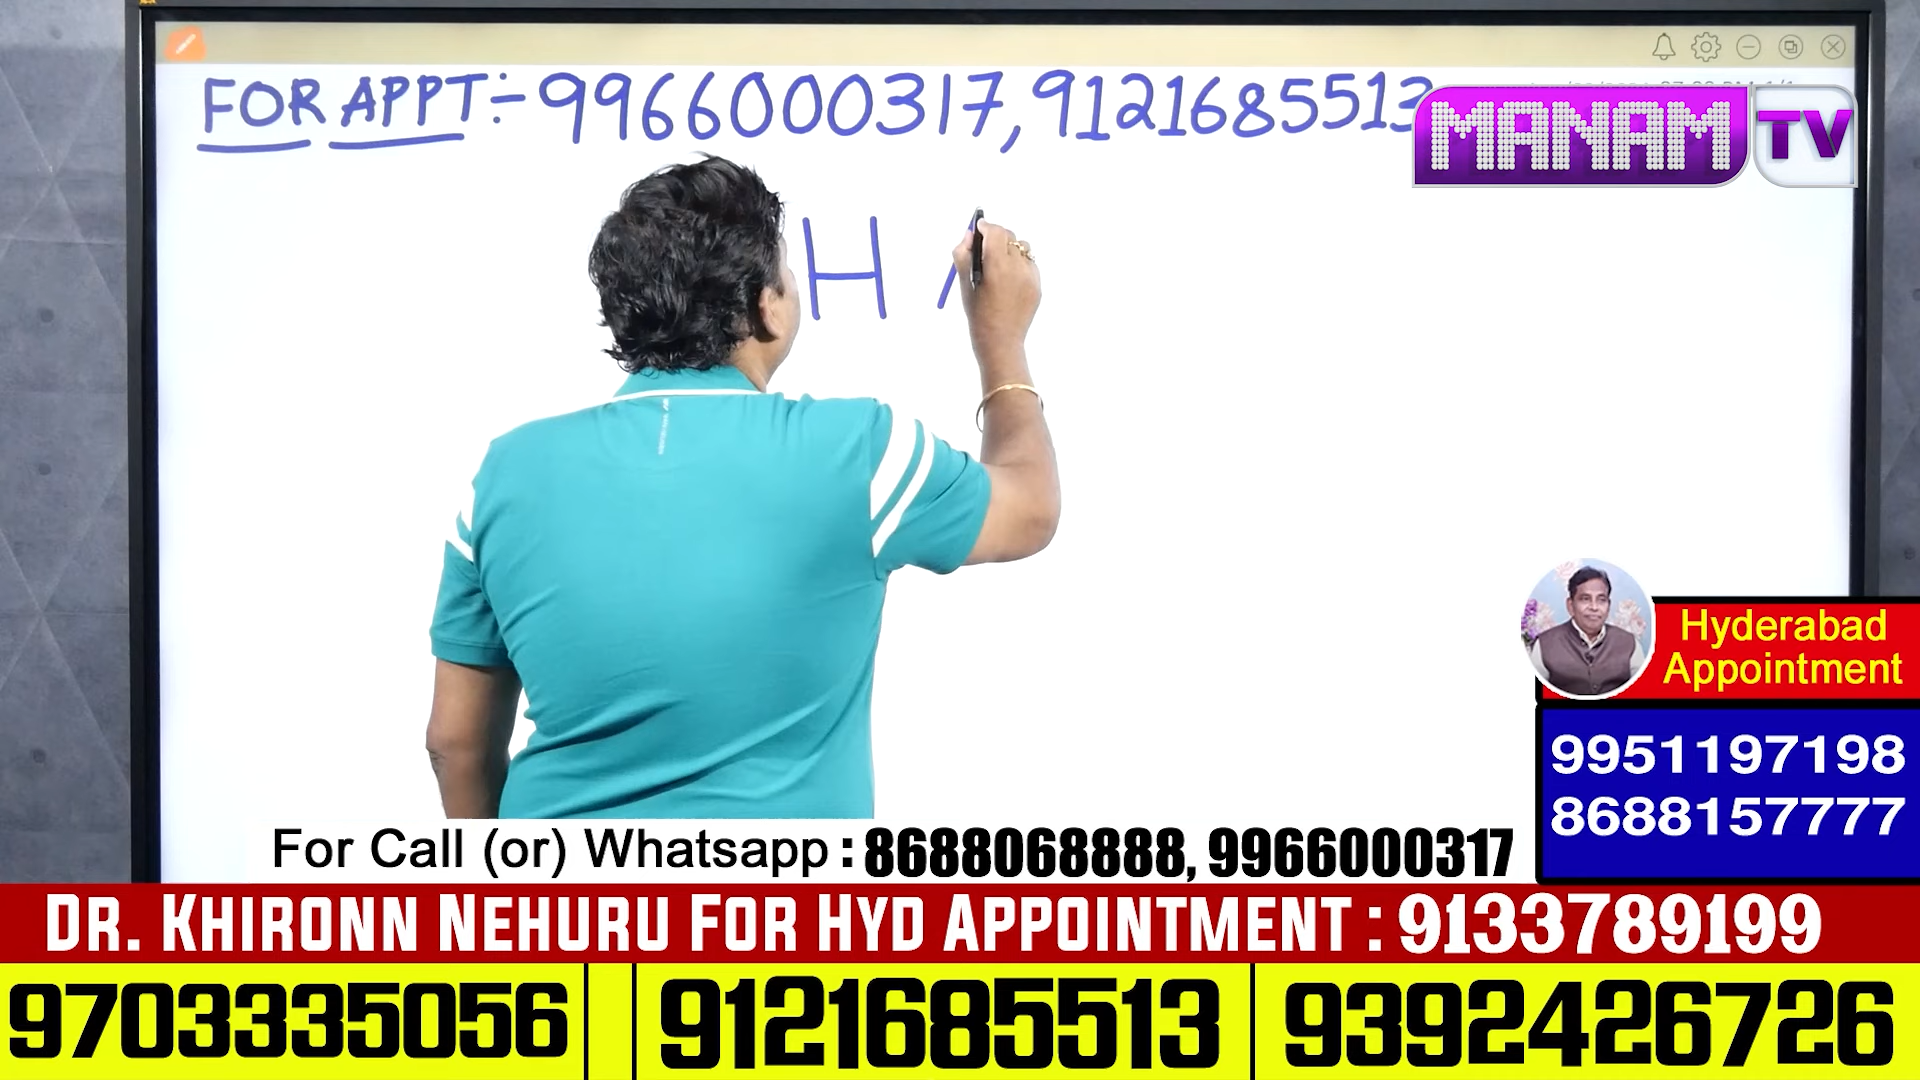 FOR APPT:- 9966000317, 9121685513
MANAM TV
H
Hyderabad
Appointment
9951197198
8688157777
For Call (or) Whatsapp : 8688068888, 9966000317
DR. KHIRONN NEHURU FOR HYD APPOINTMENT : 9133789199
9703335056 9121685513 9392426726